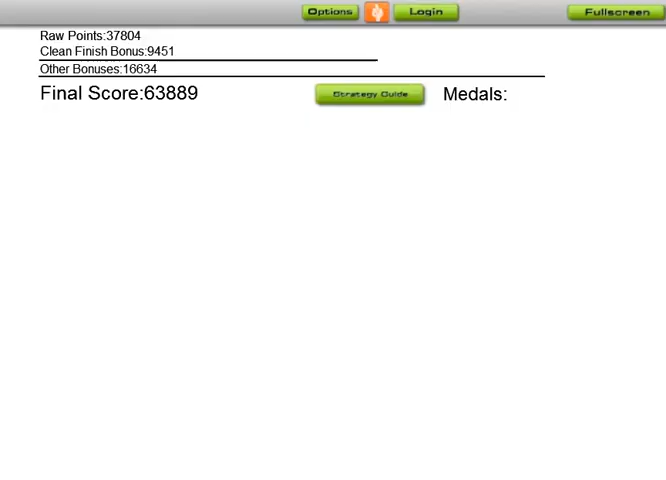 Options Login Fullscreen
Raw Points:37804
Clean Finish Bonus:9451
Other Bonuses:16634
Final Score:63889 Strategy Guide Medals: